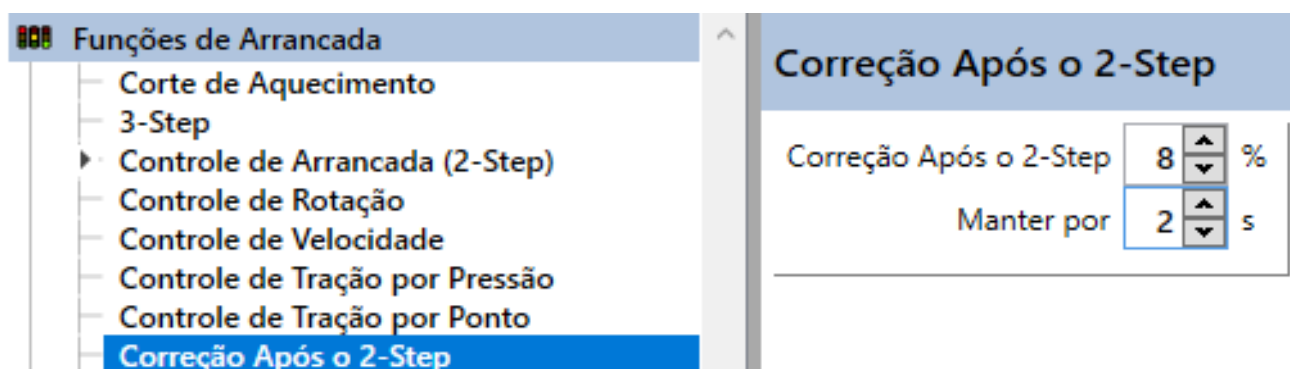 Funções de Arrancada
Corte de Aquecimento
3-Step
Controle de Arrancada (2-Step)
Controle de Rotação
Controle de Velocidade
Controle de Tração por Pressão
Controle de Tração por Ponto
Correção Após o 2-Step
Correção Após o 2-Step
Correção Após o 2-Step 8 %
Manter por 2 s